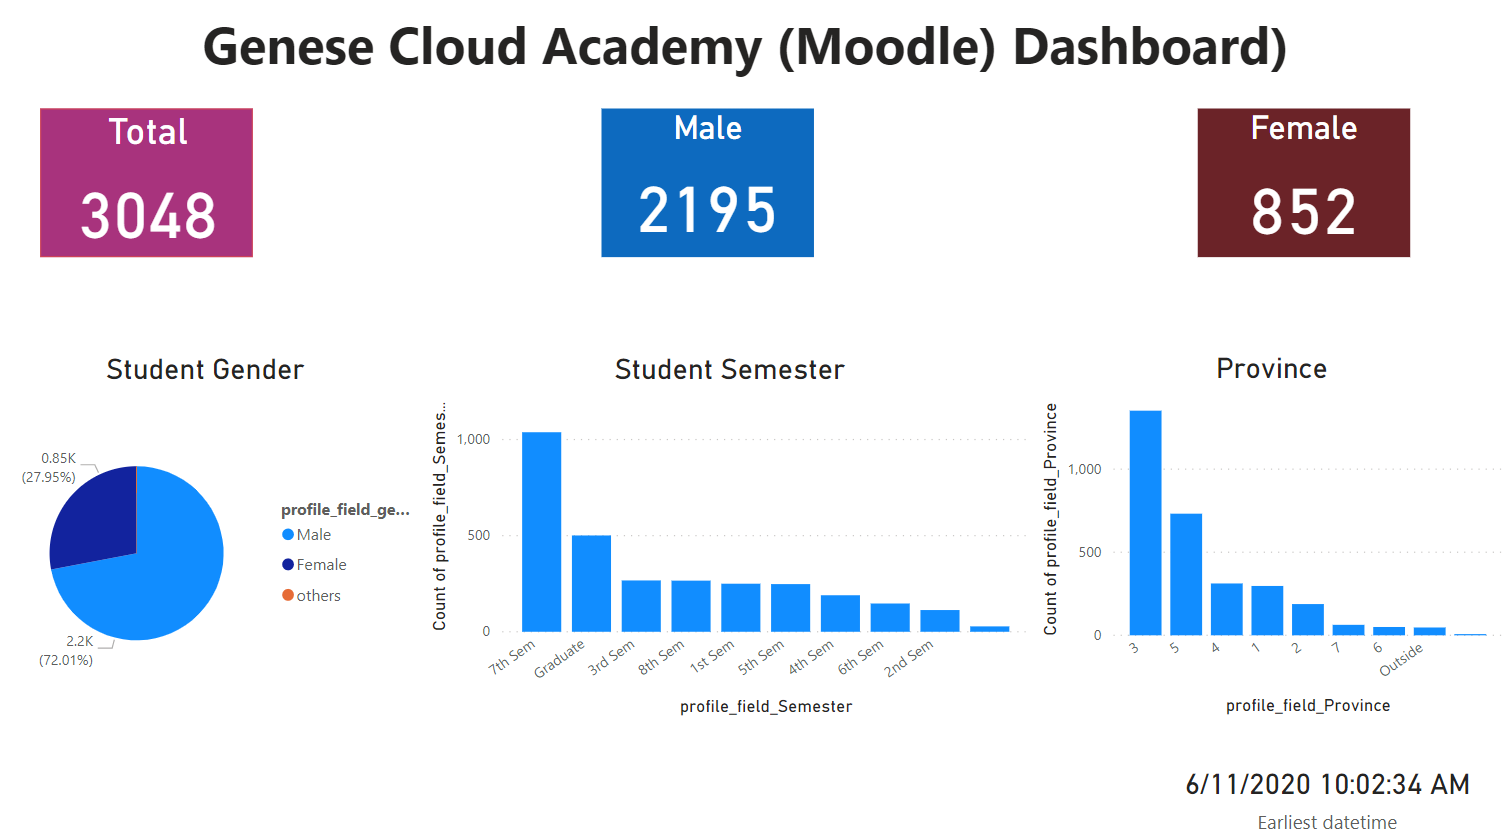 Genese Cloud Academy (Moodle) Dashboard)
Total
3048
Male
2195
Female
852
Student Gender
0.85K
(27.95%)
2.2K
(72.01%)
profile_field_ge...
Male
Female
others
Student Semester
Count of profile_field_Semes...
1,000
500
0
7th Sem
Graduate
3rd Sem
8th Sem
1st Sem
5th Sem
4th Sem
6th Sem
2nd Sem
profile_field_Semester
Province
Count of profile_field_Province
1,000
500
0
3
5
4
1
2
7
6
Outside
profile_field_Province
6/11/2020 10:02:34 AM
Earliest datetime